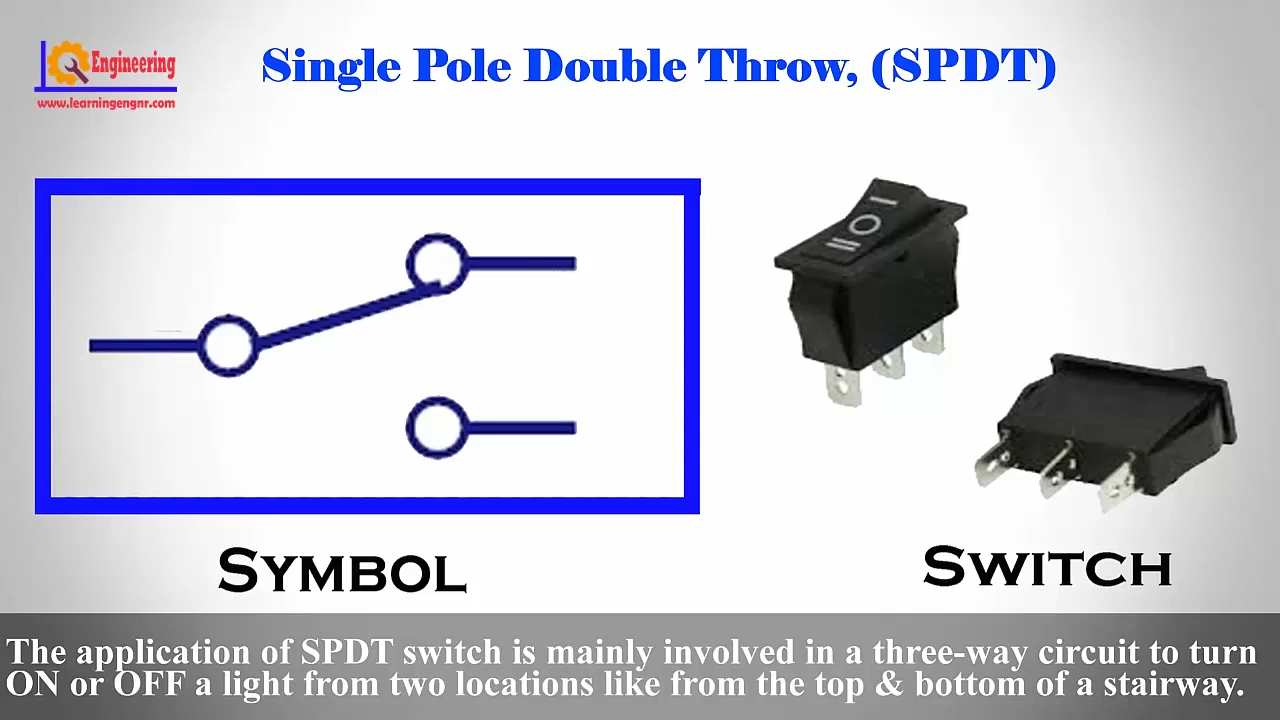 Engineering
www.learningengnr.com
Single Pole Double Throw, (SPDT)
SYMBOL
SWITCH
The application of SPDT switch is mainly involved in a three-way circuit to turn
ON or OFF a light from two locations like from the top & bottom of a stairway.